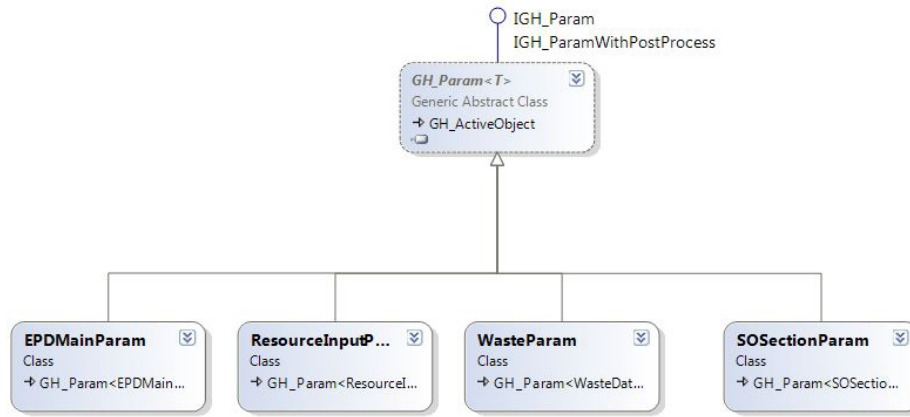 IGH_Param
IGH_ParamWithPostProcess
GH_Param<T>
Generic Abstract Class
GH_ActiveObject
EPDMainParam
Class
GH_Param<EPDMain...
ResourceInputP...
Class
GH_Param<ResourceI...
WasteParam
Class
GH_Param<WasteDat...
SOSectionParam
Class
GH_Param<SOSectio...